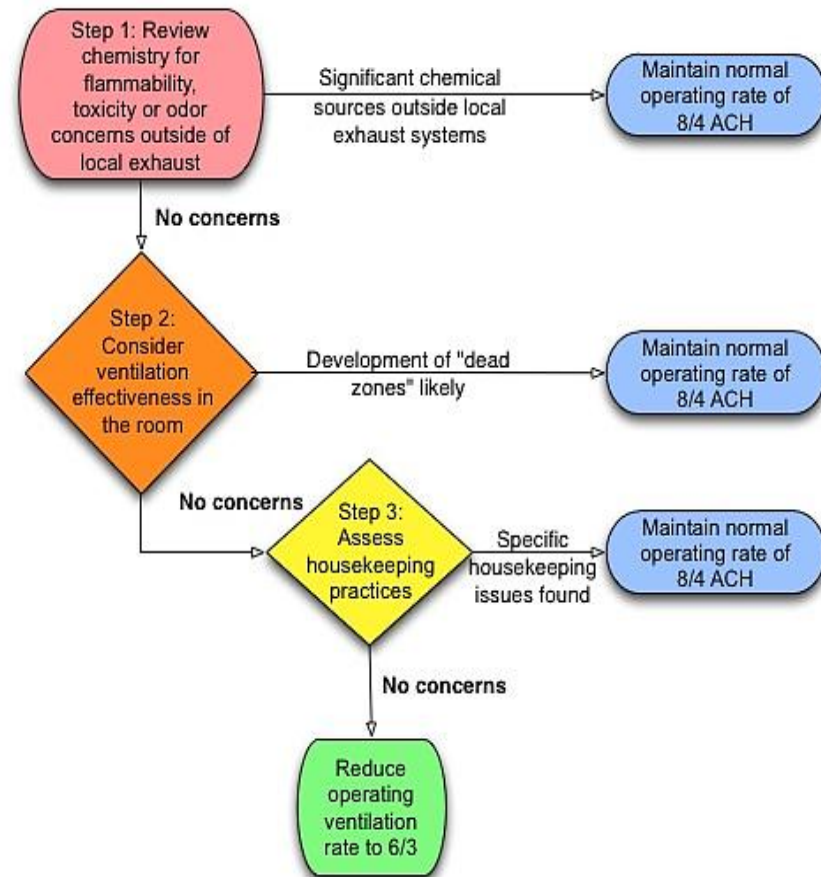 Step 1: Review
chemistry for
flammability,
toxicity or odor
concerns outside of
local exhaust
Significant chemical
sources outside local
exhaust systems
Maintain normal
operating rate of
8/4 ACH
No concerns
Step 2:
Consider
ventilation
effectiveness in
the room
Development of "dead
zones" likely
Maintain normal
operating rate of
8/4 ACH
No concerns
Step 3:
Assess
housekeeping
practices
Specific
housekeeping
issues found
Maintain normal
operating rate of
8/4 ACH
No concerns
Reduce
operating
ventilation
rate to 6/3